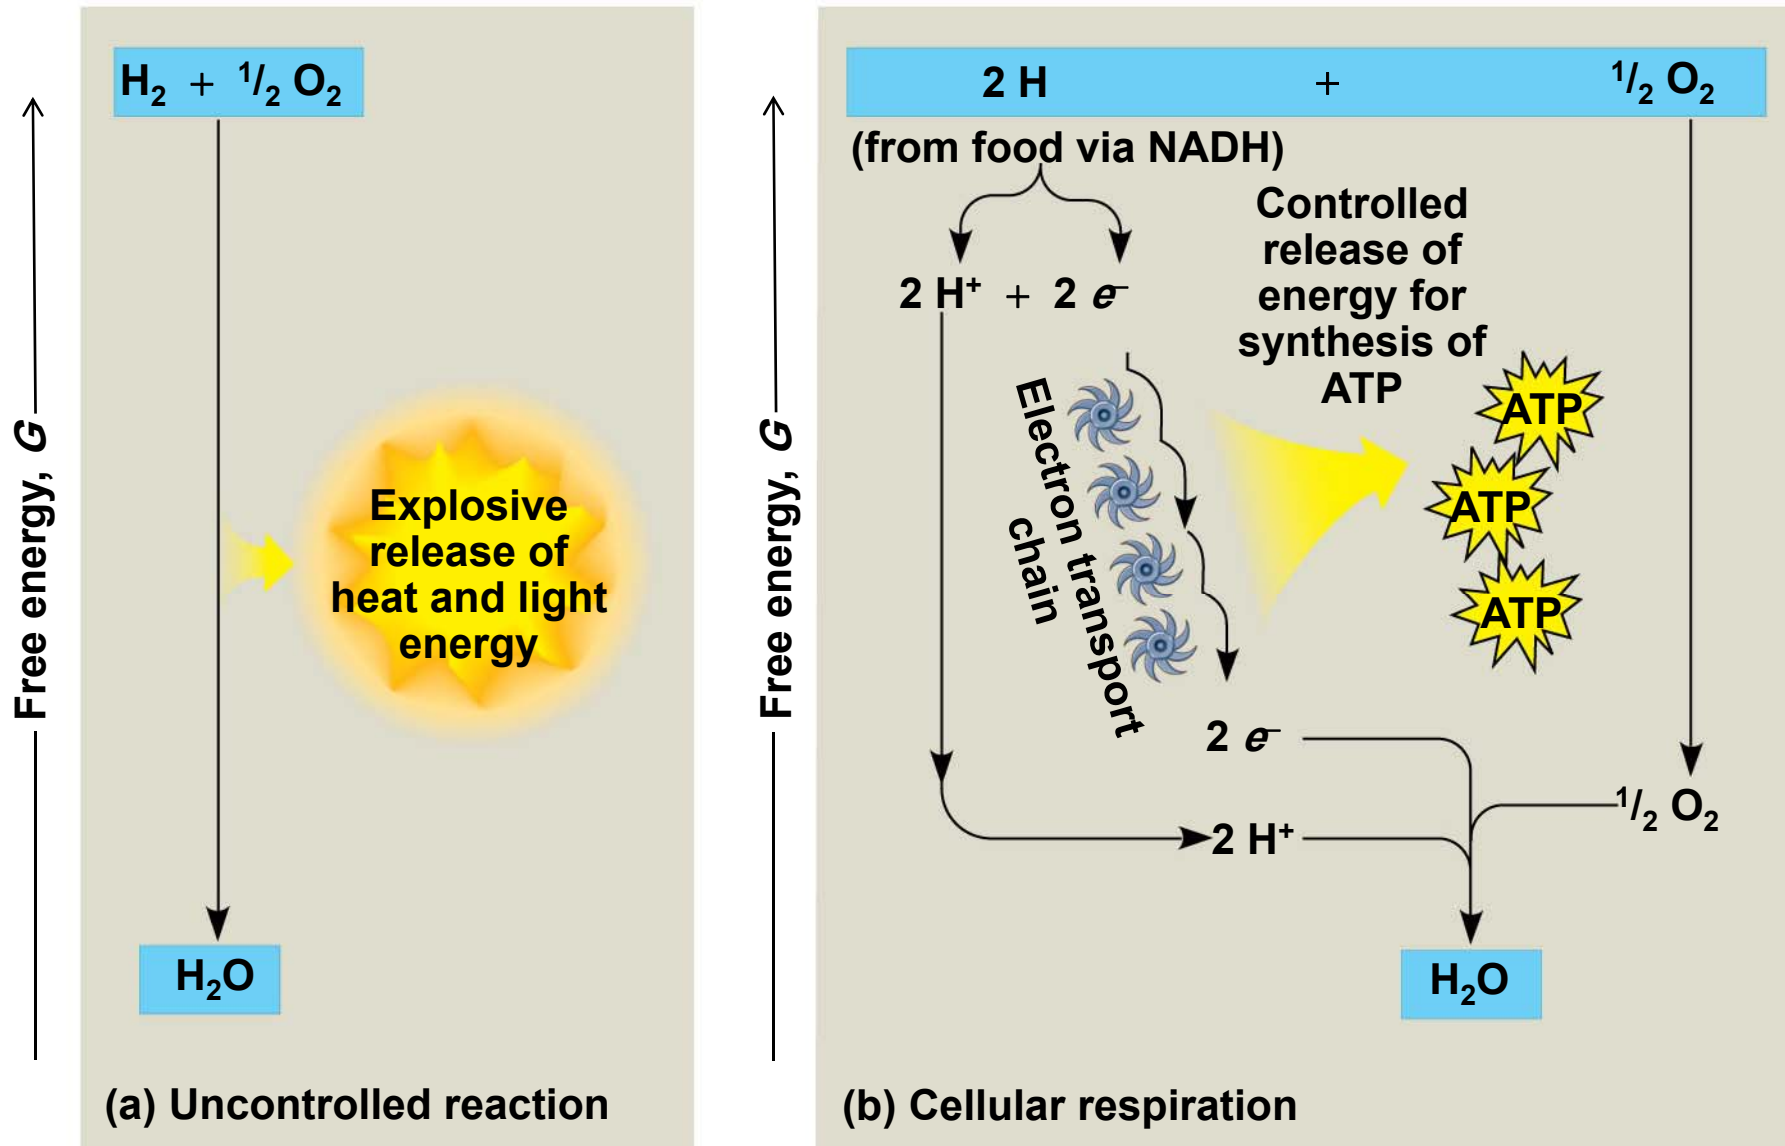 Free energy, G
H₂ + ¹/₂ O₂
Explosive
release of
heat and light
energy
H₂O
(a) Uncontrolled reaction
Free energy, G
2 H + ¹/₂ O₂
(from food via NADH)
2 H⁺ + 2 e⁻
Controlled
release of
energy for
synthesis of
ATP
Electron transport
chain
ATP
ATP
ATP
2 e⁻
¹/₂ O₂
2 H⁺
H₂O
(b) Cellular respiration